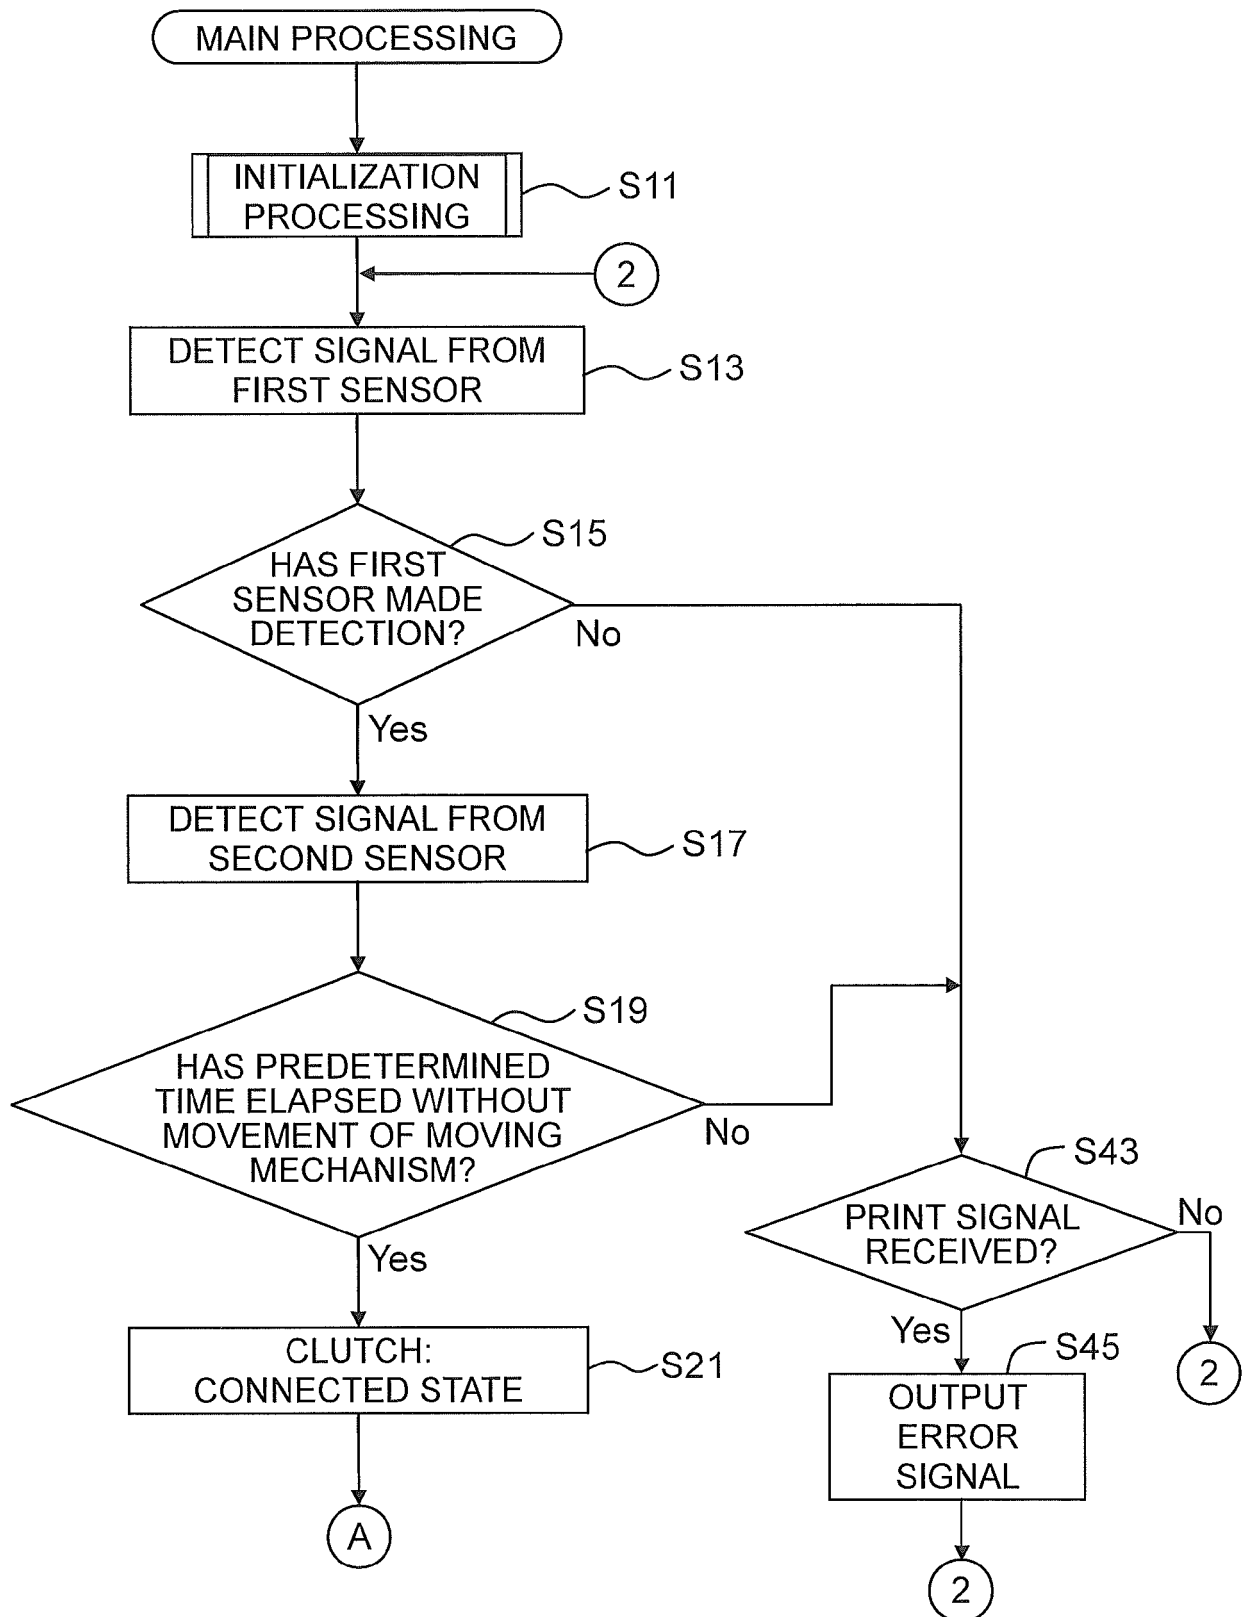 MAIN PROCESSING
INITIALIZATION
PROCESSING
S11
2
DETECT SIGNAL FROM
FIRST SENSOR
S13
S15
HAS FIRST
SENSOR MADE
DETECTION?
No
Yes
DETECT SIGNAL FROM
SECOND SENSOR
S17
S19
HAS PREDETERMINED
TIME ELAPSED WITHOUT
MOVEMENT OF MOVING
MECHANISM?
No
Yes
CLUTCH:
CONNECTED STATE
S21
A
S43
PRINT SIGNAL
RECEIVED?
No
2
Yes
S45
OUTPUT
ERROR
SIGNAL
2